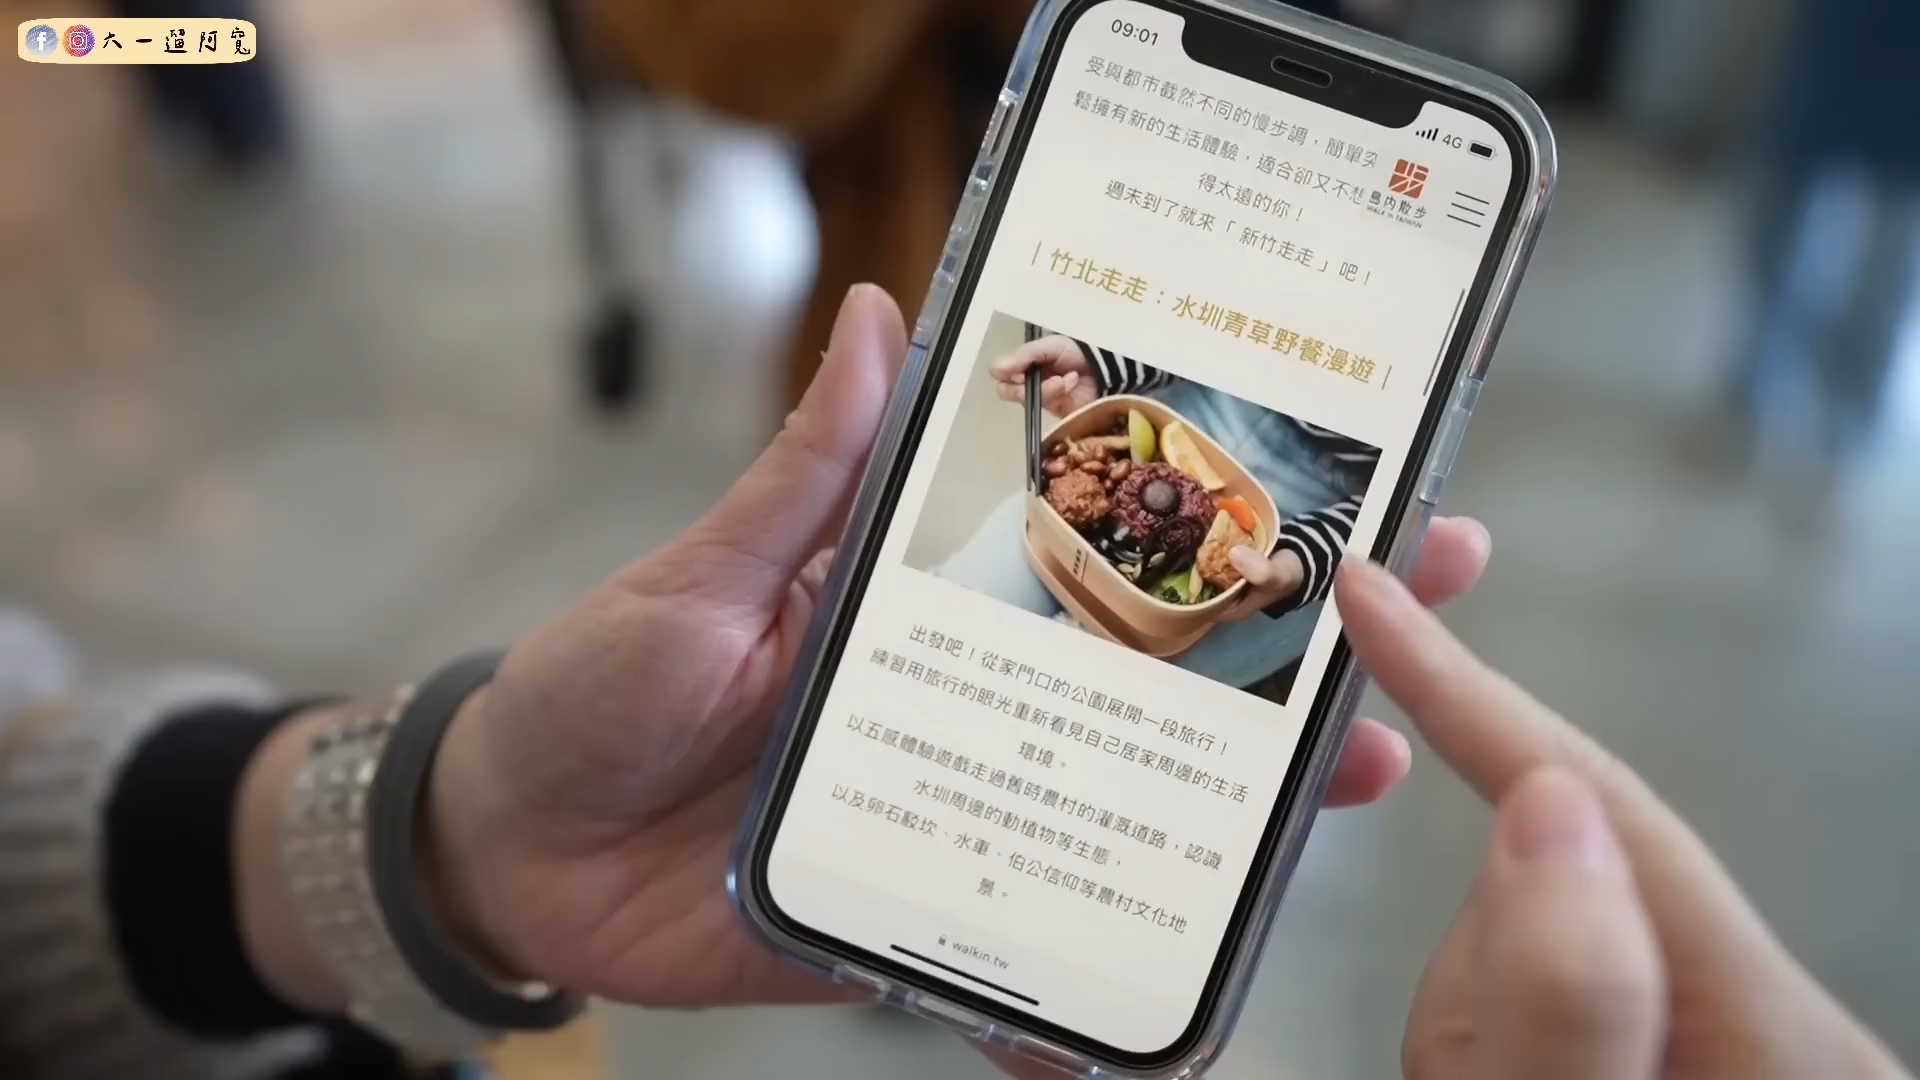 六一遛阿寬
09:01
4G
受與都市截然不同的慢步調，簡單突
鬆擁有新的生活體驗，適合卻又不想
得太遠的你！
週末到了就來「新竹走走」吧！
島內散步
WALK in TAIWAN
｜竹北走走：水圳青草野餐漫遊｜
出發吧！從家門口的公園展開一段旅行！
練習用旅行的眼光重新看見自己居家周邊的生活
環境。
以五感體驗遊戲走過舊時農村的灌溉道路，認識
水圳周邊的動植物等生態，
以及卵石駁坎、水車、伯公信仰等農村文化地
景。
walkin.tw